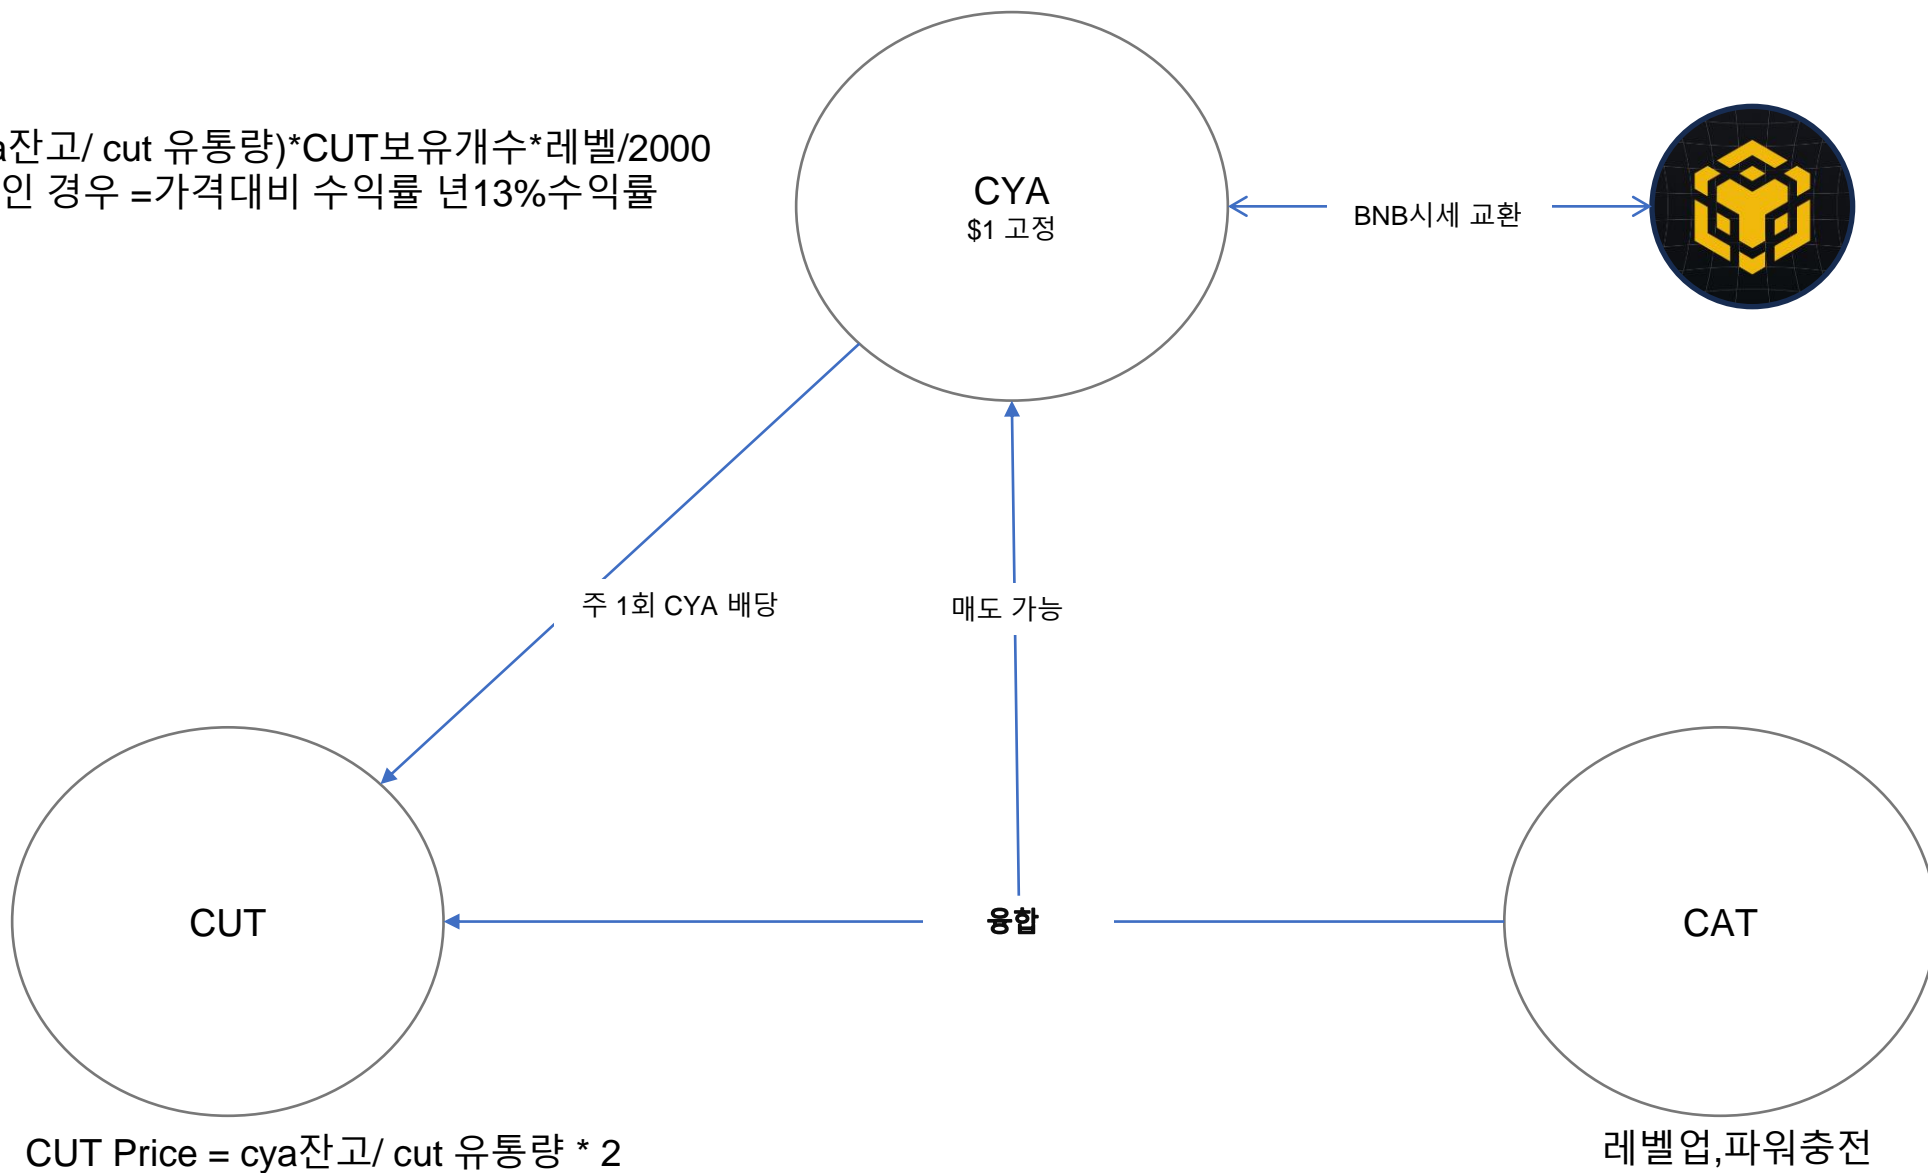 잔고/ cut 유통량)*CUT보유개수*레벨/2000
인 경우 =가격대비 수익률 년13%수익률
CYA
$1 고정
BNB시세 교환
주 1회 CYA 배당
매도 가능
CUT
융합
CAT
CUT Price = cya잔고/ cut 유통량 * 2
레벨업,파워충전